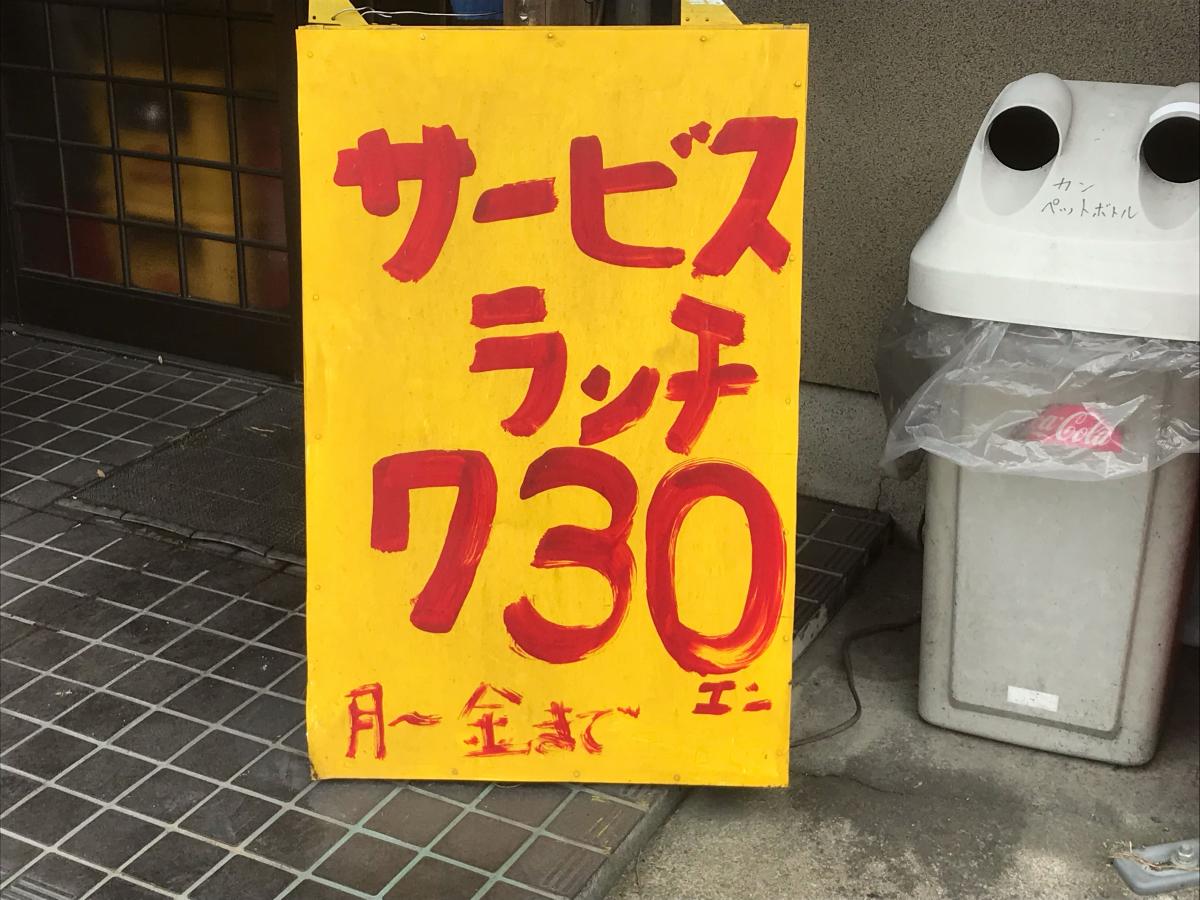 サービス
ランチ
730
エン
月〜金まで
カン
ペットボトル
Coca-Cola